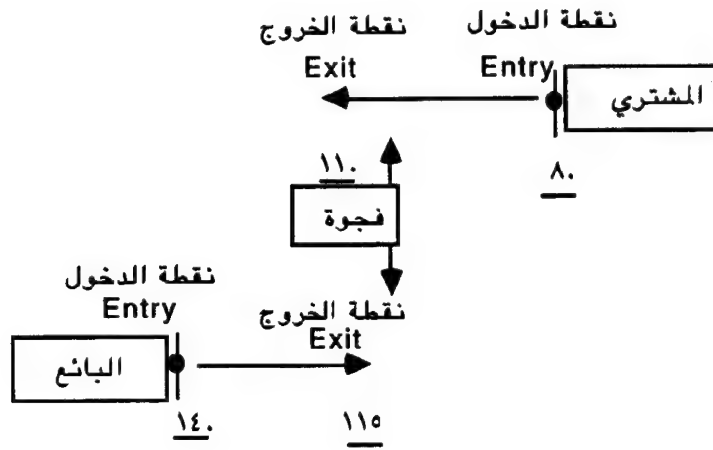 نقطة الدخول
نقطة الخروج
Entry
Exit
المشتري
٨٠
١١٠
فجوة
نقطة الدخول
نقطة الخروج
Entry
Exit
البائع
١٤٠
١١٥